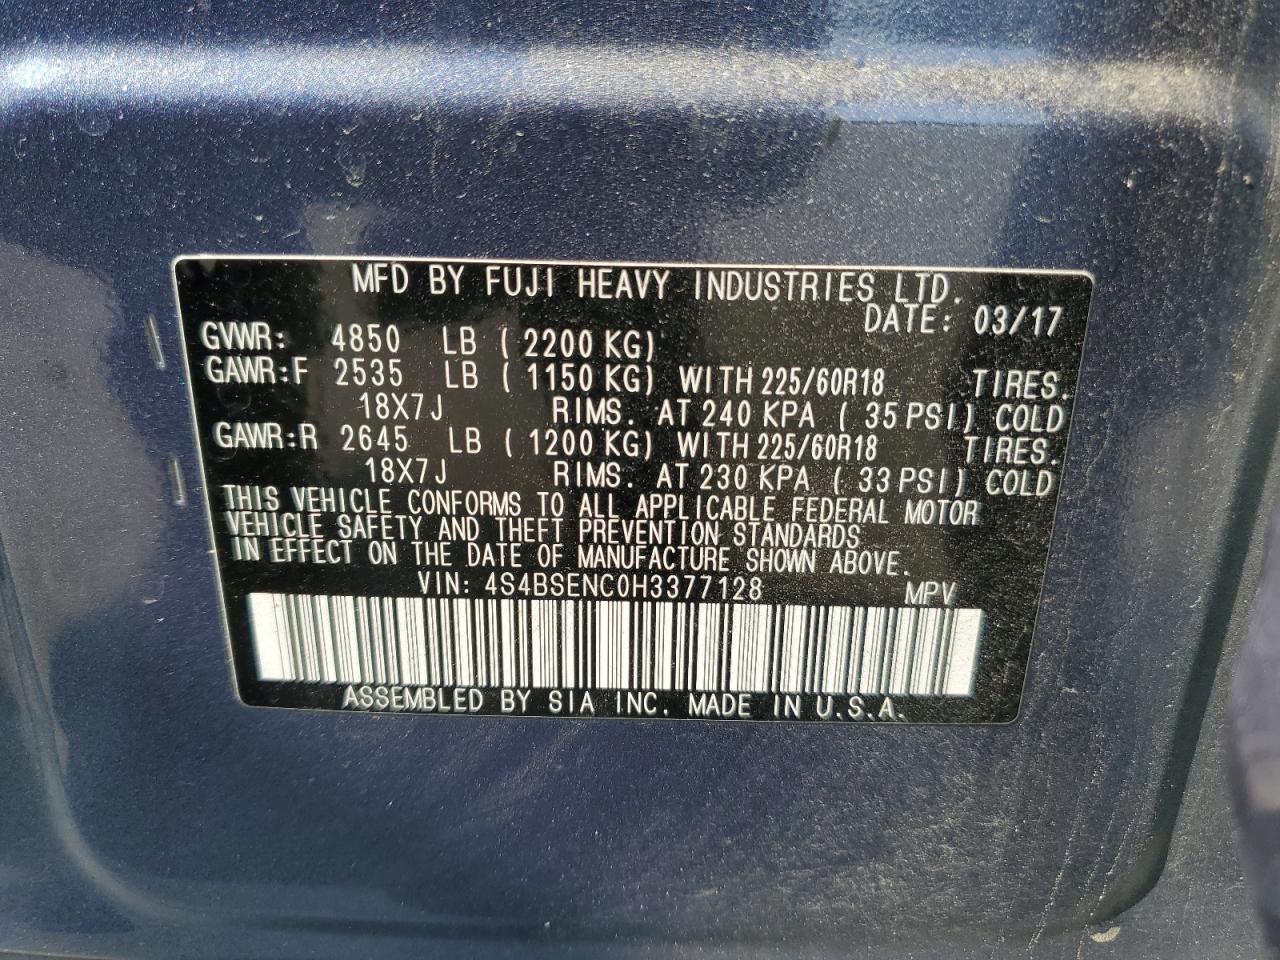 MFD BY FUJI HEAVY INDUSTRIES LTD.
DATE: 03/17
GVWR: 4850 LB ( 2200 KG)
GAWR:F 2535 LB ( 1150 KG) WITH 225/60R18 TIRES.
18X7J RIMS. AT 240 KPA ( 35 PSI) COLD
GAWR:R 2645 LB ( 1200 KG) WITH 225/60R18 TIRES.
18X7J RIMS. AT 230 KPA ( 33 PSI) COLD
THIS VEHICLE CONFORMS TO ALL APPLICABLE FEDERAL MOTOR
VEHICLE SAFETY AND THEFT PREVENTION STANDARDS
IN EFFECT ON THE DATE OF MANUFACTURE SHOWN ABOVE.
VIN: 4S4BSENC0H3377128 MPV
ASSEMBLED BY SIA INC. MADE IN U.S.A.